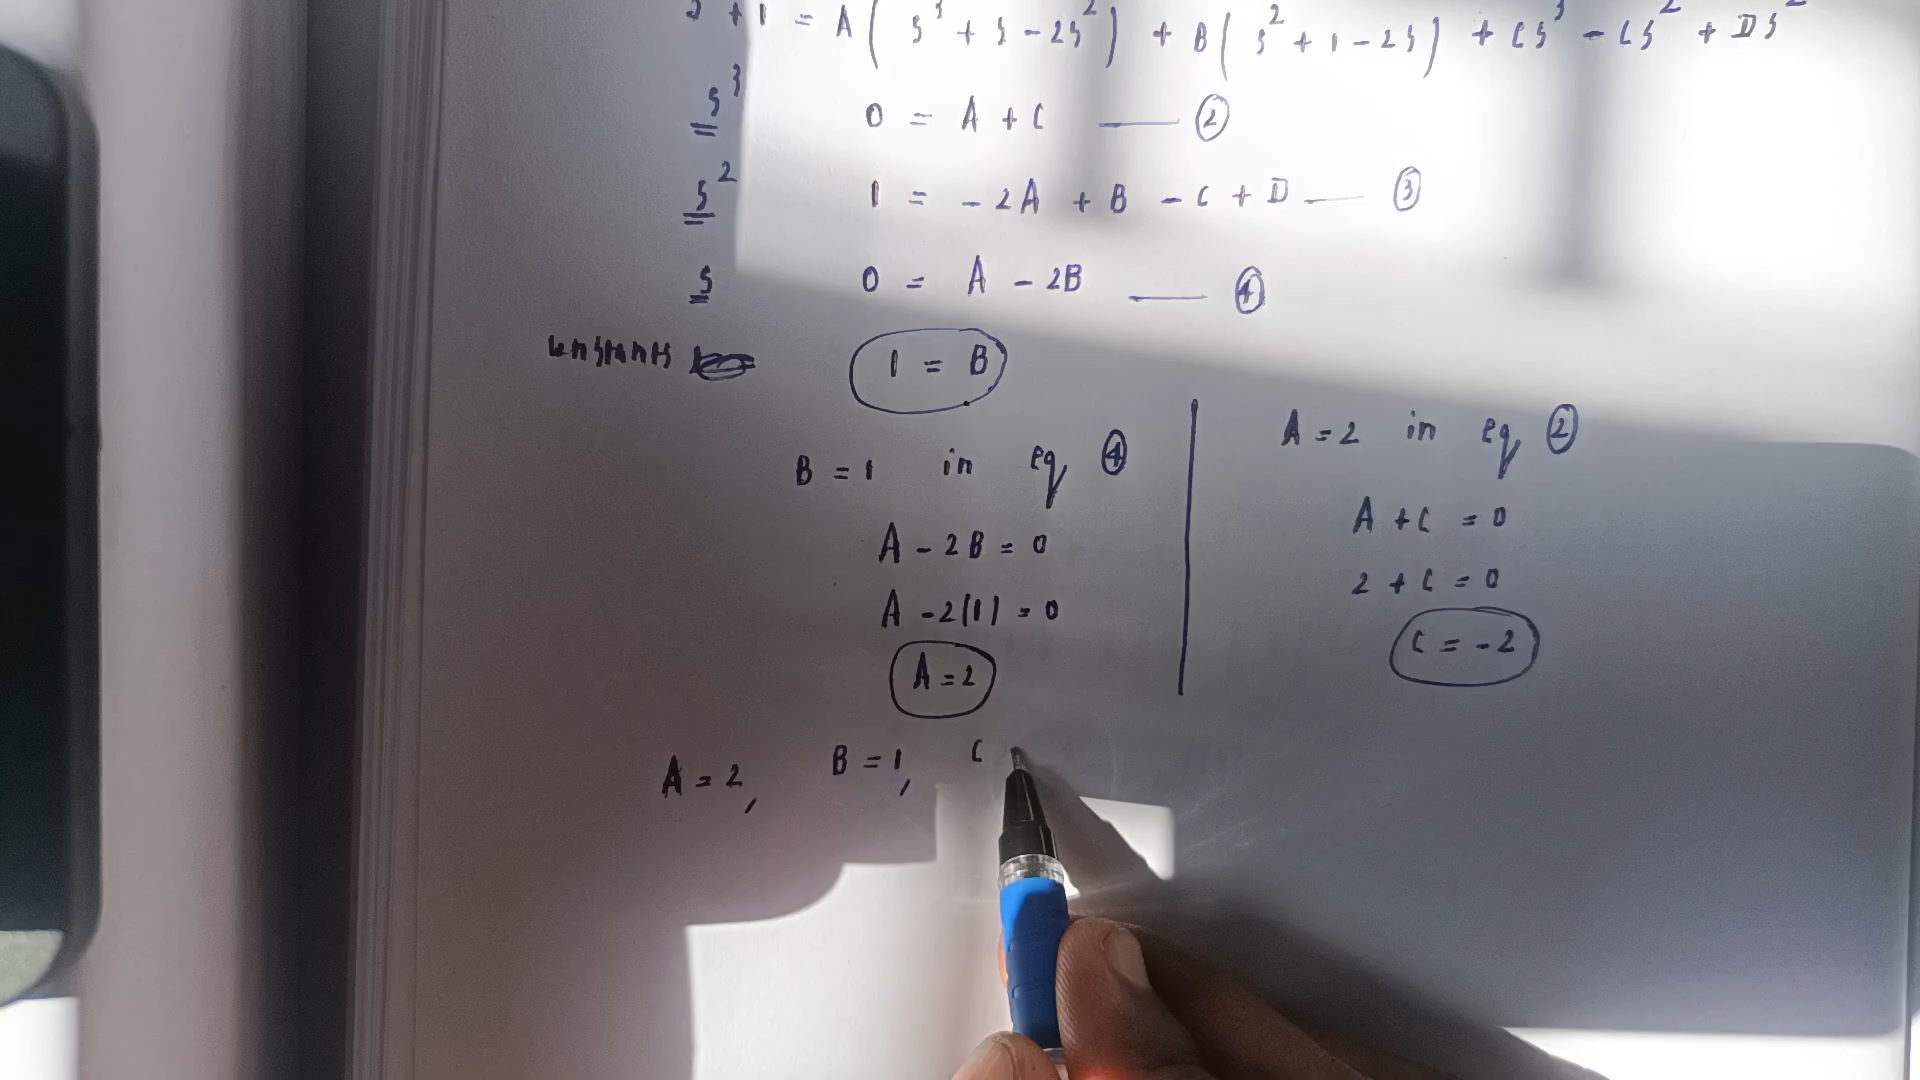 + 1 = A ( s³ + s - 2s² ) + B ( s² + 1 - 2s ) + Cs³ - Cs² + Ds²
s³ 0 = A + C —— ②
s² 1 = - 2A + B - C + D —— ③
s 0 = A - 2B —— ④
constants 1 = B
B = 1 in eq ④
A - 2B = 0
A - 2(1) = 0
A = 2
A = 2 in eq ②
A + C = 0
2 + C = 0
C = - 2
A = 2, B = 1, C